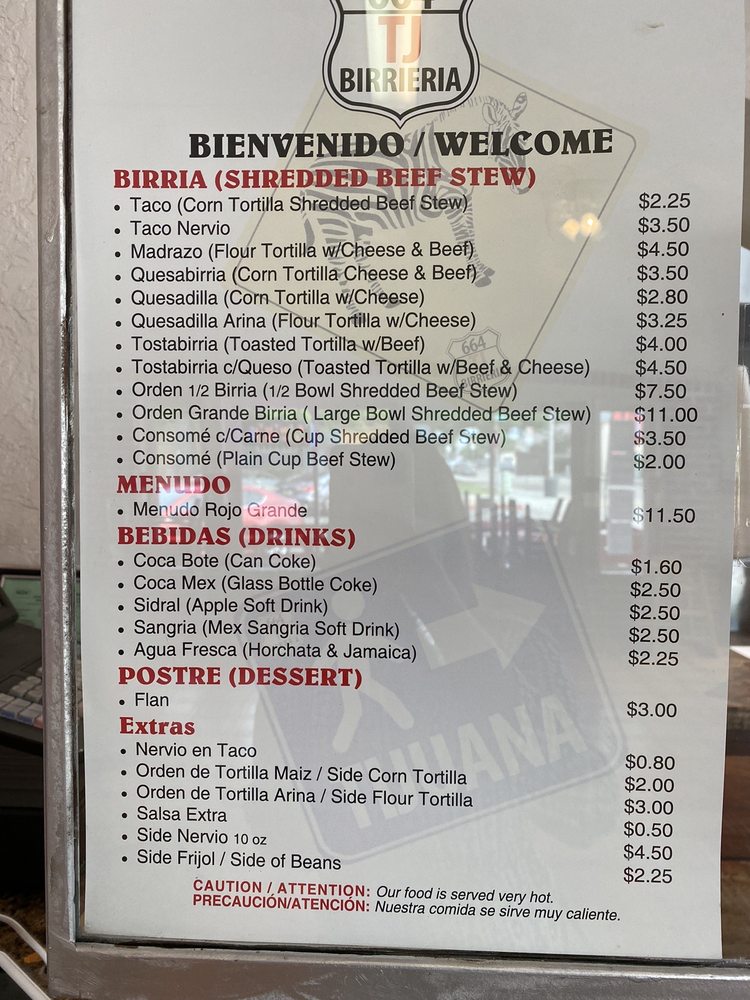 664
TJ
BIRRIERIA
BIENVENIDO / WELCOME
BIRRIA (SHREDDED BEEF STEW)
• Taco (Corn Tortilla Shredded Beef Stew) $2.25
• Taco Nervio $3.50
• Madrazo (Flour Tortilla w/Cheese & Beef) $4.50
• Quesabirria (Corn Tortilla Cheese & Beef) $3.50
• Quesadilla (Corn Tortilla w/Cheese) $2.80
• Quesadilla Arina (Flour Tortilla w/Cheese) $3.25
• Tostabirria (Toasted Tortilla w/Beef) $4.00
• Tostabirria c/Queso (Toasted Tortilla w/Beef & Cheese) $4.50
• Orden 1/2 Birria (1/2 Bowl Shredded Beef Stew) $7.50
• Orden Grande Birria ( Large Bowl Shredded Beef Stew) $11.00
• Consomé c/Carne (Cup Shredded Beef Stew) $3.50
• Consomé (Plain Cup Beef Stew) $2.00
MENUDO
• Menudo Rojo Grande $11.50
BEBIDAS (DRINKS)
• Coca Bote (Can Coke) $1.60
• Coca Mex (Glass Bottle Coke) $2.50
• Sidral (Apple Soft Drink) $2.50
• Sangria (Mex Sangria Soft Drink) $2.50
• Agua Fresca (Horchata & Jamaica) $2.25
POSTRE (DESSERT)
• Flan $3.00
Extras
• Nervio en Taco $0.80
• Orden de Tortilla Maiz / Side Corn Tortilla $2.00
• Orden de Tortilla Arina / Side Flour Tortilla $3.00
• Salsa Extra $0.50
• Side Nervio 10 oz $4.50
• Side Frijol / Side of Beans $2.25
CAUTION / ATTENTION: Our food is served very hot.
PRECAUCIÓN/ATENCIÓN: Nuestra comida se sirve muy caliente.
664
BIRRIERIA
TIJUANA